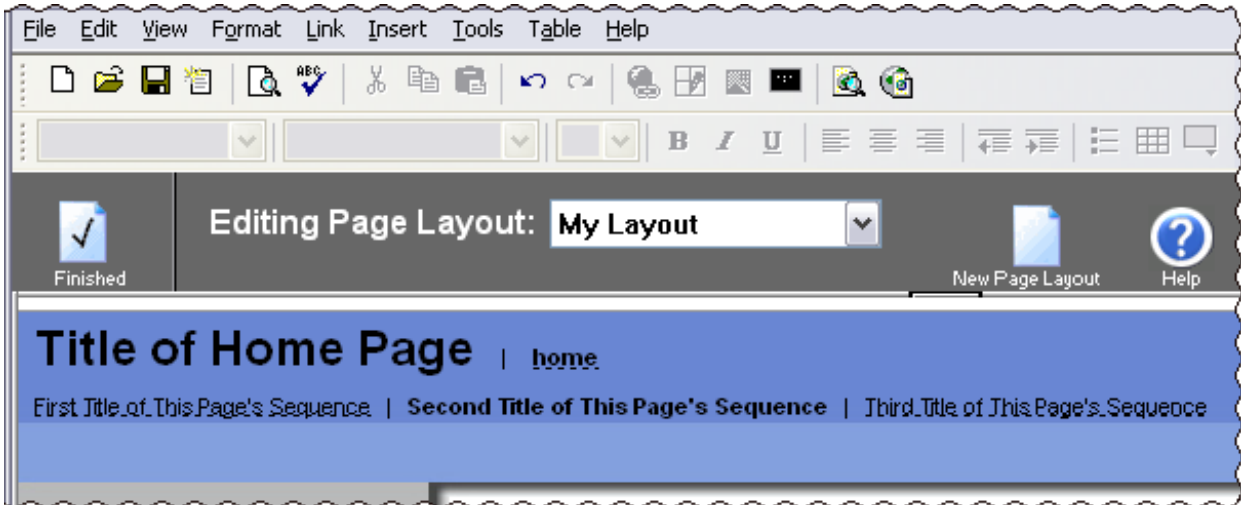 File Edit View Format Link Insert Tools Table Help
ABC
B I U
Editing Page Layout: My Layout
Finished
New Page Layout
Help
Title of Home Page | home
First Title of This Page's Sequence | Second Title of This Page's Sequence | Third Title of This Page's Sequence